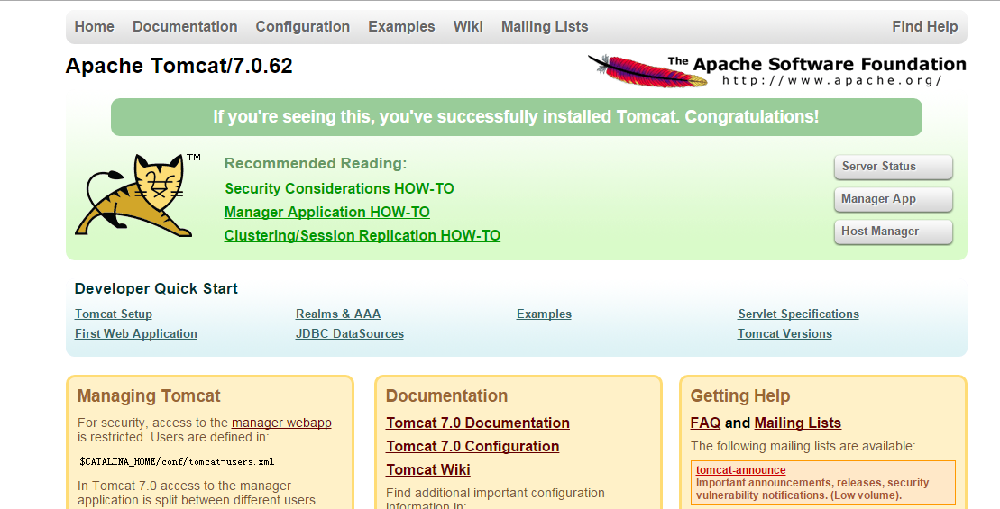 Home Documentation Configuration Examples Wiki Mailing Lists Find Help
Apache Tomcat/7.0.62
The Apache Software Foundation
http://www.apache.org/
If you're seeing this, you've successfully installed Tomcat. Congratulations!
TM
Recommended Reading:
Security Considerations HOW-TO
Manager Application HOW-TO
Clustering/Session Replication HOW-TO
Server Status
Manager App
Host Manager
Developer Quick Start
Tomcat Setup
First Web Application
Realms & AAA
JDBC DataSources
Examples
Servlet Specifications
Tomcat Versions
Managing Tomcat
For security, access to the manager webapp
is restricted. Users are defined in:
$CATALINA_HOME/conf/tomcat-users.xml
In Tomcat 7.0 access to the manager
application is split between different users.
Documentation
Tomcat 7.0 Documentation
Tomcat 7.0 Configuration
Tomcat Wiki
Find additional important configuration
information in:
Getting Help
FAQ and Mailing Lists
The following mailing lists are available:
tomcat-announce
Important announcements, releases, security
vulnerability notifications. (Low volume).